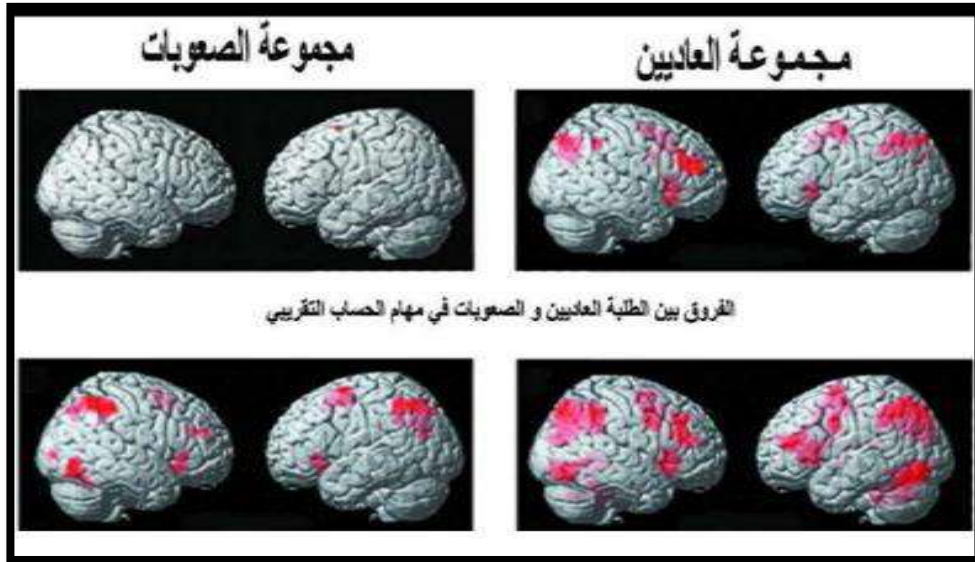 مجموعة العاديين
مجموعة الصعوبات
الفروق بين الطلبة العاديين و الصعوبات في مهام الحساب التقريبي